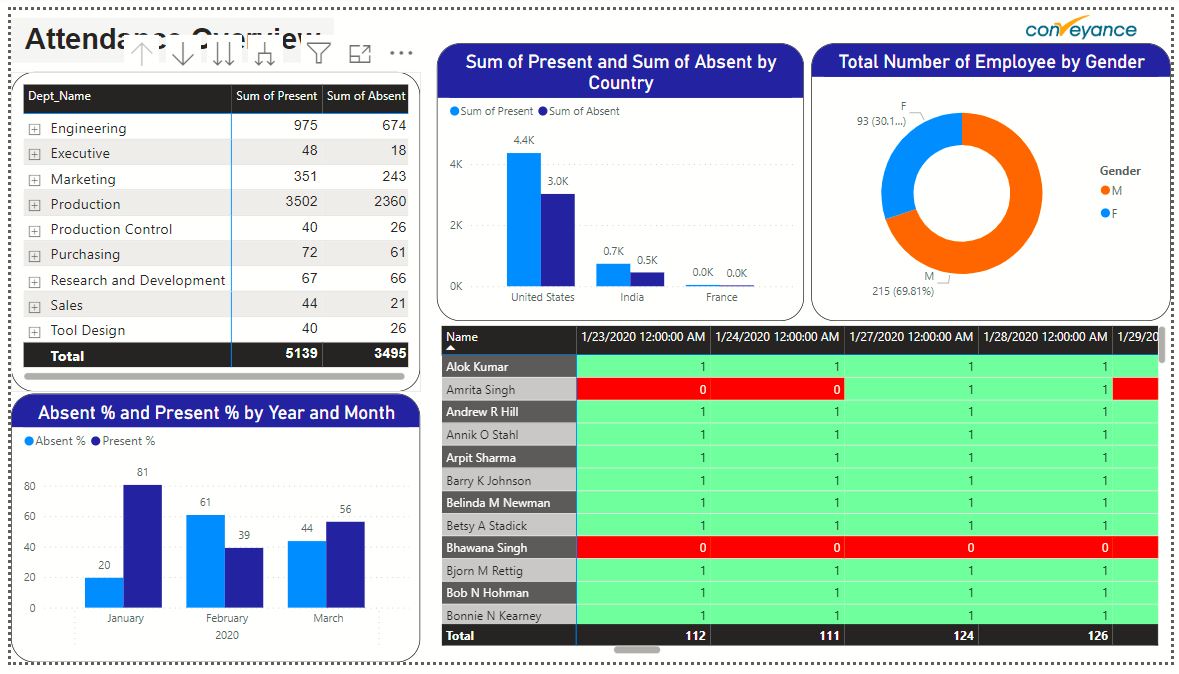 Attendance Overview
conveyance
Dept_Name Sum of Present Sum of Absent
Engineering 975 674
Executive 48 18
Marketing 351 243
Production 3502 2360
Production Control 40 26
Purchasing 72 61
Research and Development 67 66
Sales 44 21
Tool Design 40 26
Total 5139 3495
Sum of Present and Sum of Absent by
Country
Sum of Present Sum of Absent
4.4K
4K
3.0K
2K
0.7K
0.5K
0.0K 0.0K
0K
United States India France
Total Number of Employee by Gender
F
93 (30.1...)
Gender
M
F
M
215 (69.81%)
Absent % and Present % by Year and Month
Absent % Present %
81
80
61
60
56
44
39
40
20
20
0
January February March
2020
Name 1/23/2020 12:00:00 AM 1/24/2020 12:00:00 AM 1/27/2020 12:00:00 AM 1/28/2020 12:00:00 AM 1/29/20
Alok Kumar 1 1 1 1
Amrita Singh 0 0 1 1
Andrew R Hill 1 1 1 1
Annik O Stahl 1 1 1 1
Arpit Sharma 1 1 1 1
Barry K Johnson 1 1 1 1
Belinda M Newman 1 1 1 1
Betsy A Stadick 1 1 1 1
Bhawana Singh 0 0 0 0
Bjorn M Rettig 1 1 1 1
Bob N Hohman 1 1 1 1
Bonnie N Kearney 1 1 1 1
Total 112 111 124 126